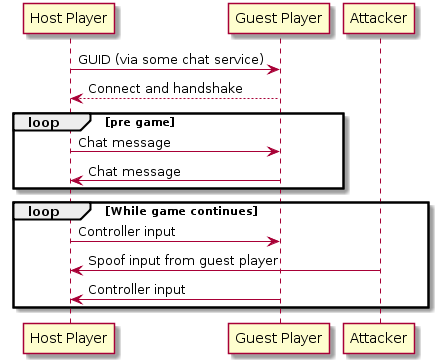 Host Player Guest Player Attacker
GUID (via some chat service)
Connect and handshake
loop [pre game]
Chat message
Chat message
loop [While game continues]
Controller input
Spoof input from guest player
Controller input
Host Player Guest Player Attacker